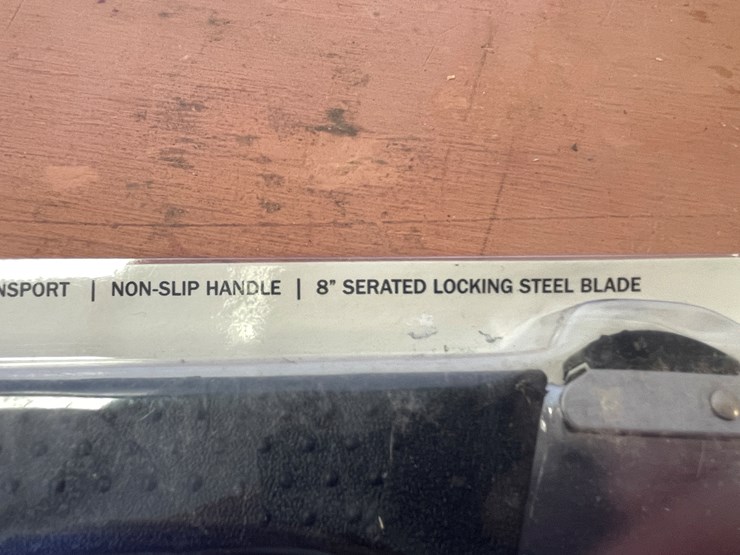 NSPORT | NON-SLIP HANDLE | 8" SERATED LOCKING STEEL BLADE